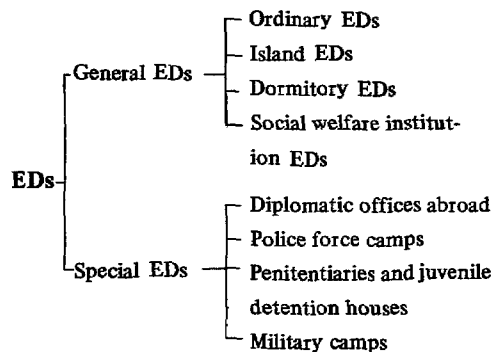 EDs
General EDs
Ordinary EDs
Island EDs
Dormitory EDs
Social welfare institut-
ion EDs
Special EDs
Diplomatic offices abroad
Police force camps
Penitentiaries and juvenile
detention houses
Military camps